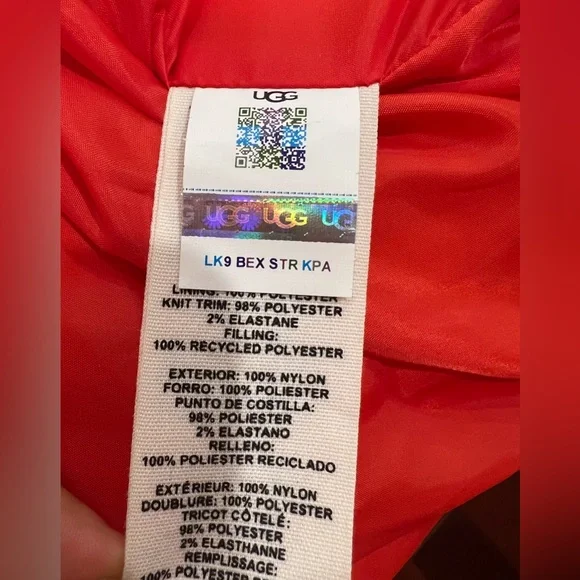 UGG
UGG UGG UGG
LK9 BEX STR KPA
LINING: 100% POLYESTER
KNIT TRIM: 98% POLYESTER
2% ELASTANE
FILLING:
100% RECYCLED POLYESTER
EXTERIOR: 100% NYLON
FORRO: 100% POLIESTER
PUNTO DE COSTILLA:
98% POLIESTER
2% ELASTANO
RELLENO:
100% POLIESTER RECICLADO
EXTÉRIEUR: 100% NYLON
DOUBLURE: 100% POLYESTER
TRICOT CÔTELÉ:
98% POLYESTER
2% ELASTHANNE
REMPLISSAGE:
100% POLYESTER